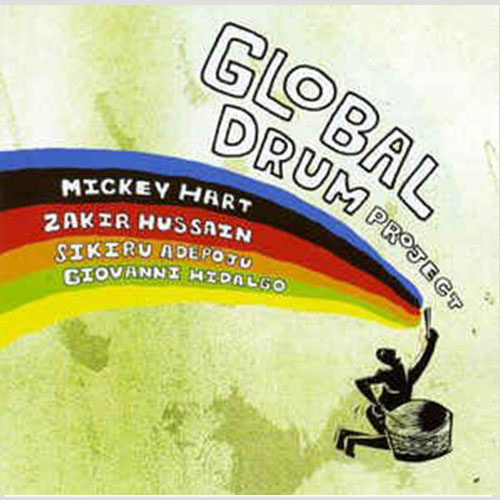 GLOBAL
DRUM
PROJECT
MICKEY HART
ZAKIR HUSSAIN
SIKIRU ADEPOJU
GIOVANNI HIDALGO